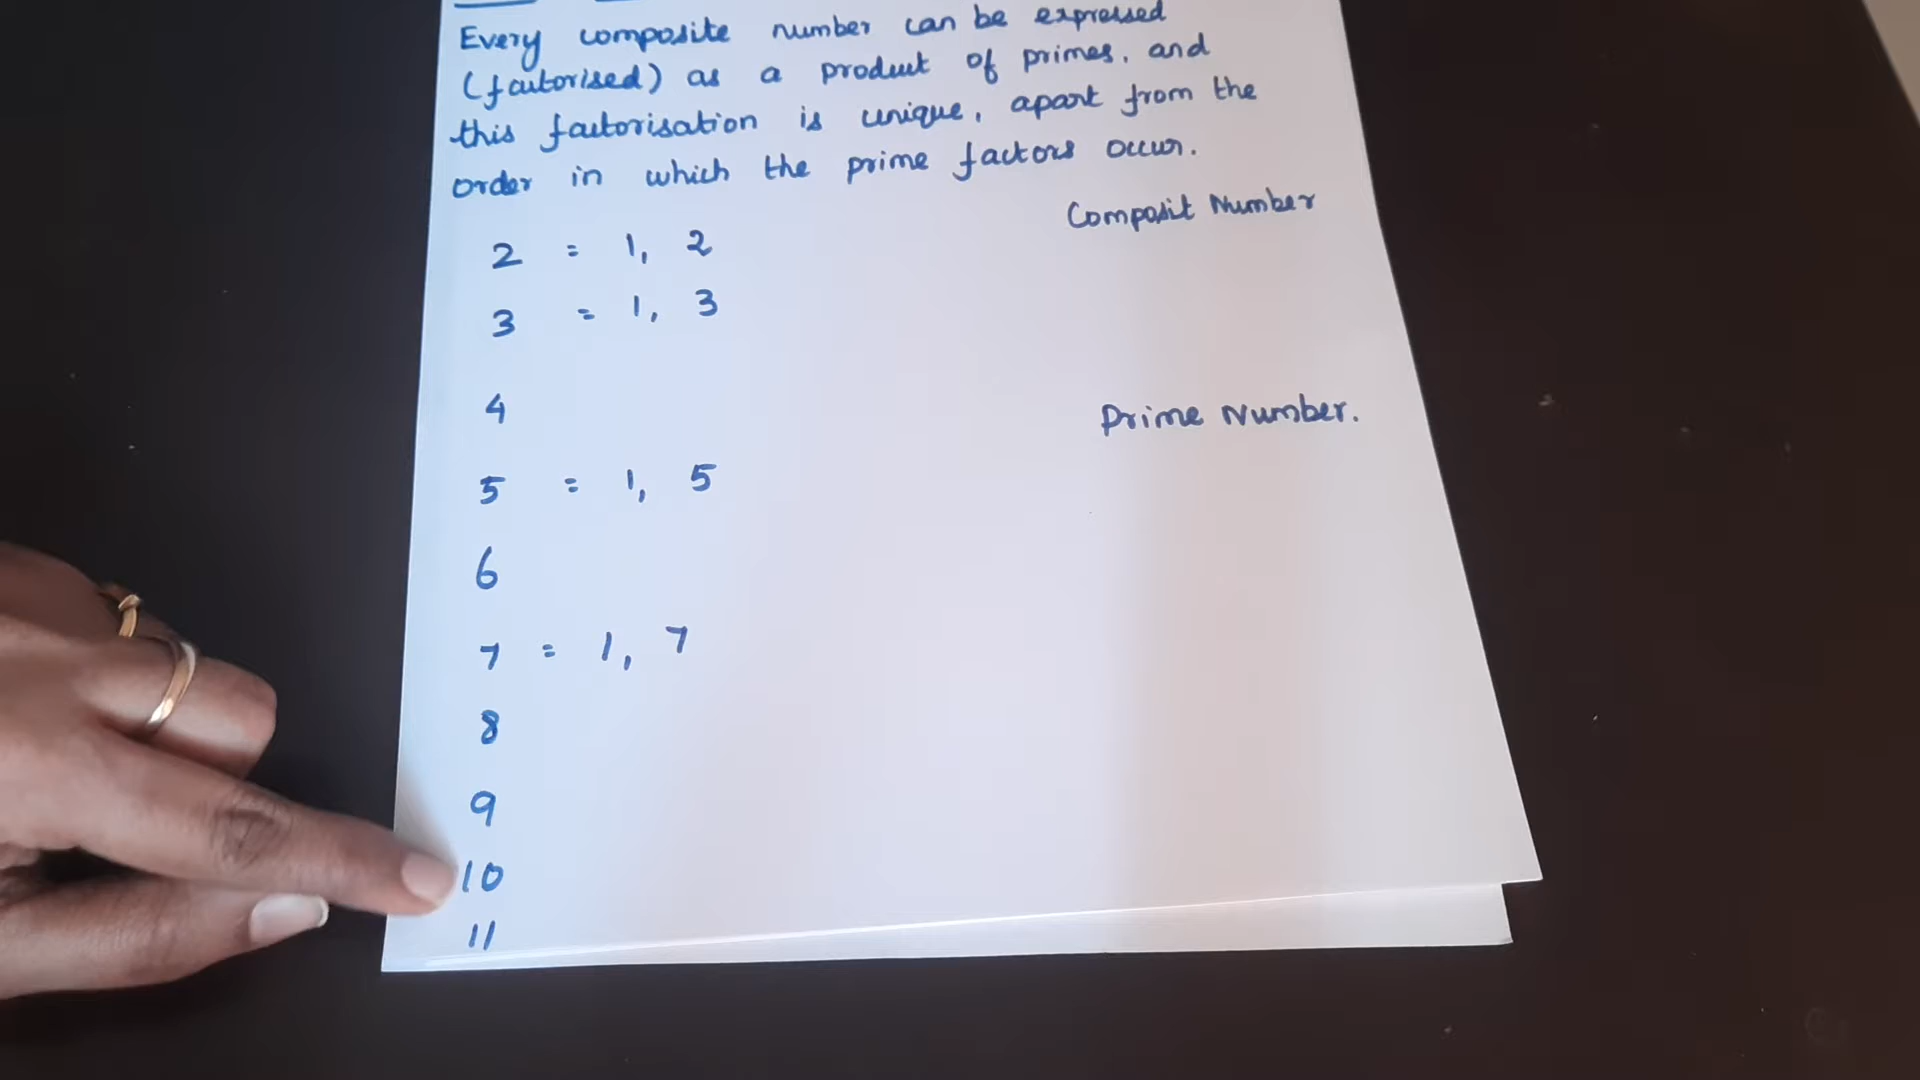 Every composite number can be expressed
(factorised) as a product of primes, and
this factorisation is unique, apart from the
order in which the prime factors occur.
Composit Number
2 = 1, 2
3 = 1, 3
4
Prime Number.
5 = 1, 5
6
7 = 1, 7
8
9
10
11